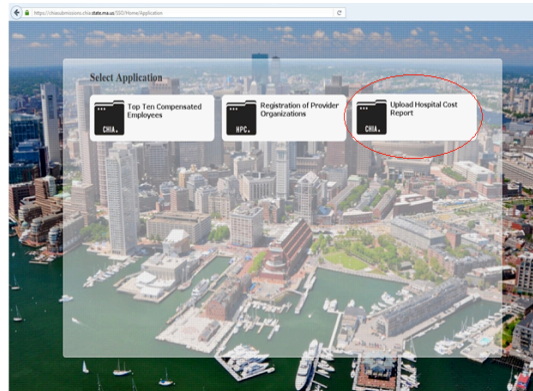 https://chiasubmissions.chia.state.ma.us/SSO/Home/Application
Select Application
Top Ten Compensated
Employees
CHIA.
Registration of Provider
Organizations
HPC.
Upload Hospital Cost
Report
CHIA.